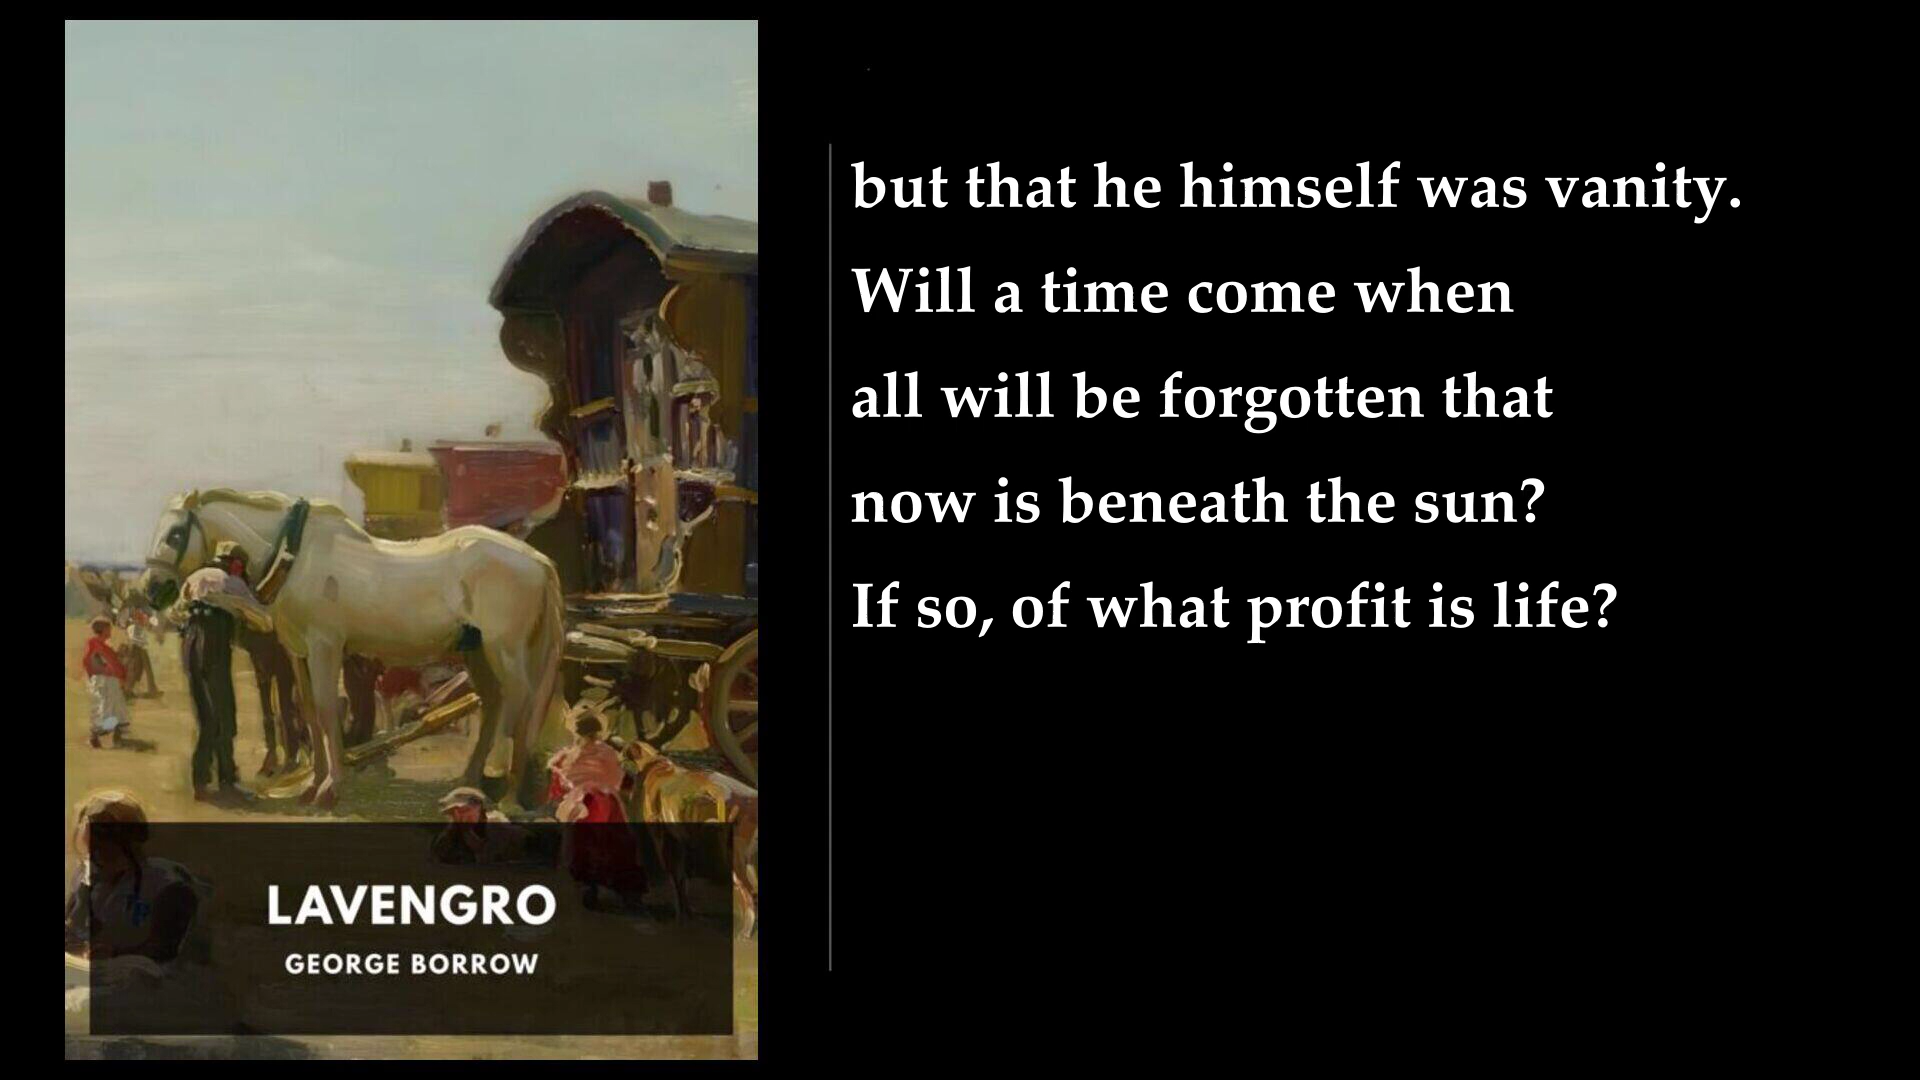 but that he himself was vanity.
Will a time come when
all will be forgotten that
now is beneath the sun?
If so, of what profit is life?
LAVENGRO
GEORGE BORROW